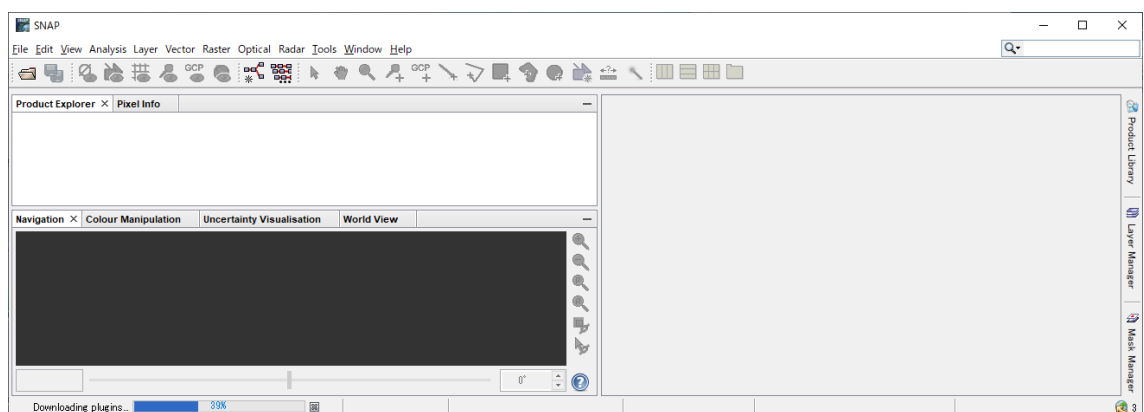 SNAP
File Edit View Analysis Layer Vector Raster Optical Radar Tools Window Help
GCP GCP
Product Explorer Pixel Info
Product Library
Layer Manager
Mask Manager
Navigation Colour Manipulation Uncertainty Visualisation World View
0°
Downloading plugins... 39% 3